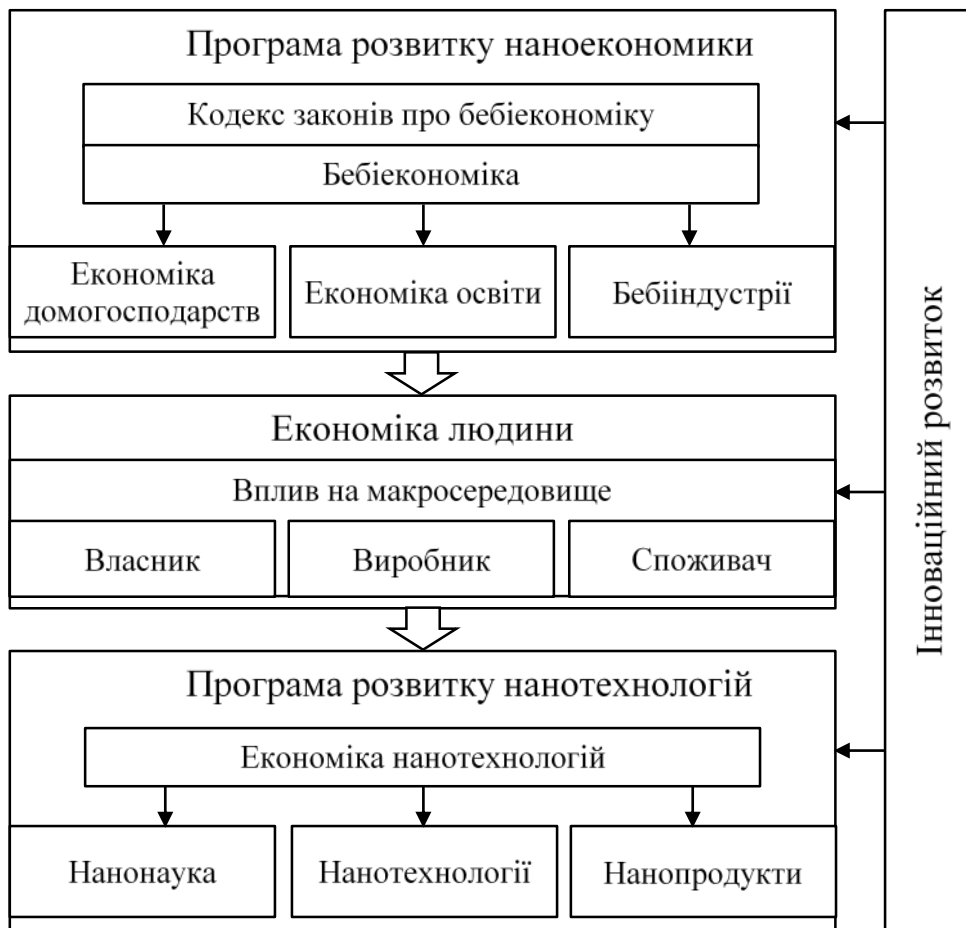 Програма розвитку наноекономики
Кодекс законів про бебіекономіку
Бебіекономіка
Економіка
домогосподарств
Економіка освіти
Бебііндустрії
Економіка людини
Вплив на макросередовище
Власник
Виробник
Споживач
Програма розвитку нанотехнологій
Економіка нанотехнологій
Нанонаука
Нанотехнології
Нанопродукти
Інноваційний розвиток